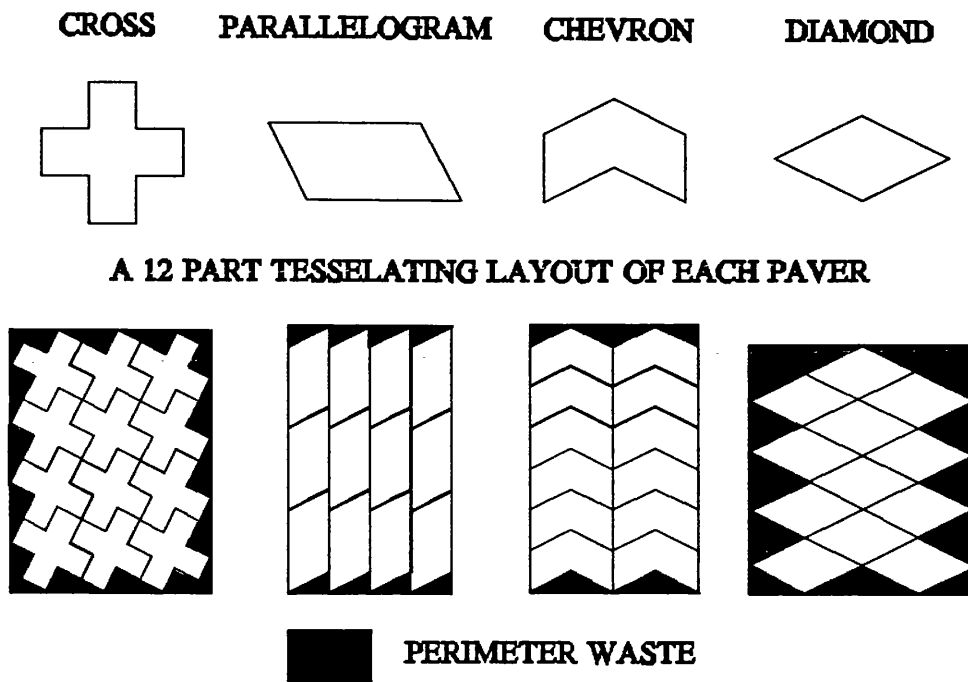 CROSS PARALLELOGRAM CHEVRON DIAMOND
A 12 PART TESSELATING LAYOUT OF EACH PAVER
PERIMETER WASTE